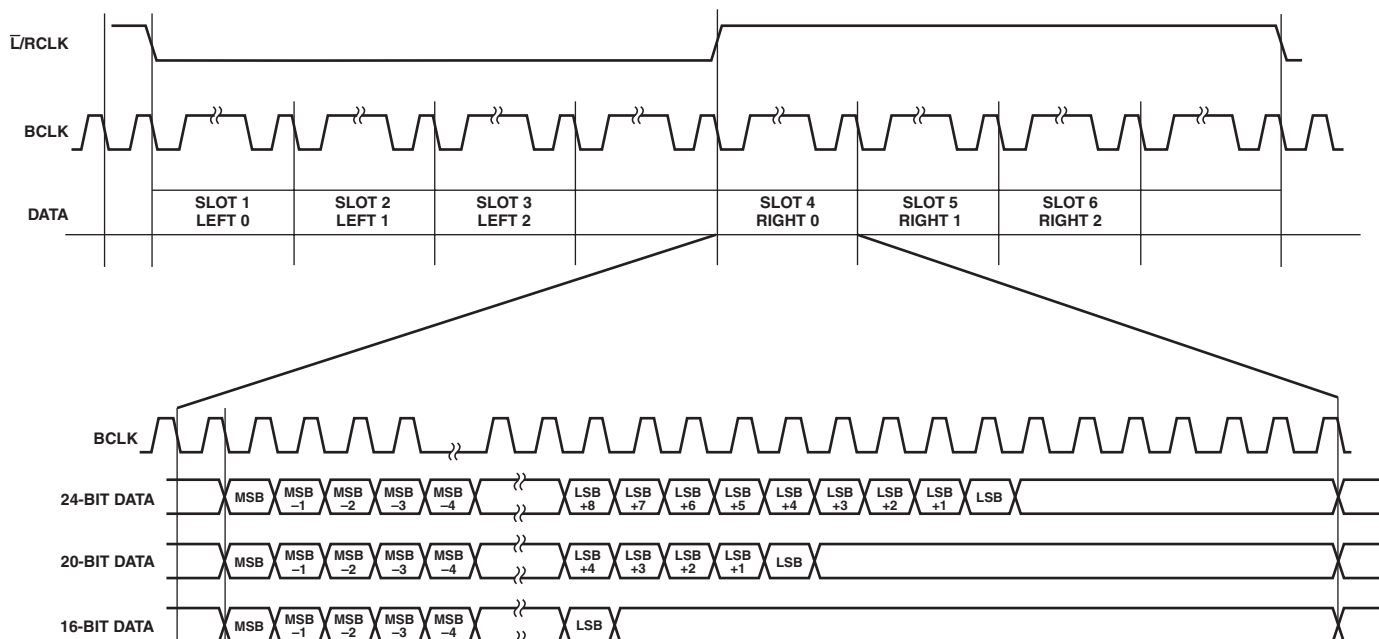 L̅/RCLK
BCLK
DATA
SLOT 1
LEFT 0
SLOT 2
LEFT 1
SLOT 3
LEFT 2
SLOT 4
RIGHT 0
SLOT 5
RIGHT 1
SLOT 6
RIGHT 2
BCLK
24-BIT DATA
MSB
MSB
–1
MSB
–2
MSB
–3
MSB
–4
LSB
+8
LSB
+7
LSB
+6
LSB
+5
LSB
+4
LSB
+3
LSB
+2
LSB
+1
LSB
20-BIT DATA
MSB
MSB
–1
MSB
–2
MSB
–3
MSB
–4
LSB
+4
LSB
+3
LSB
+2
LSB
+1
LSB
16-BIT DATA
MSB
MSB
–1
MSB
–2
MSB
–3
MSB
–4
LSB